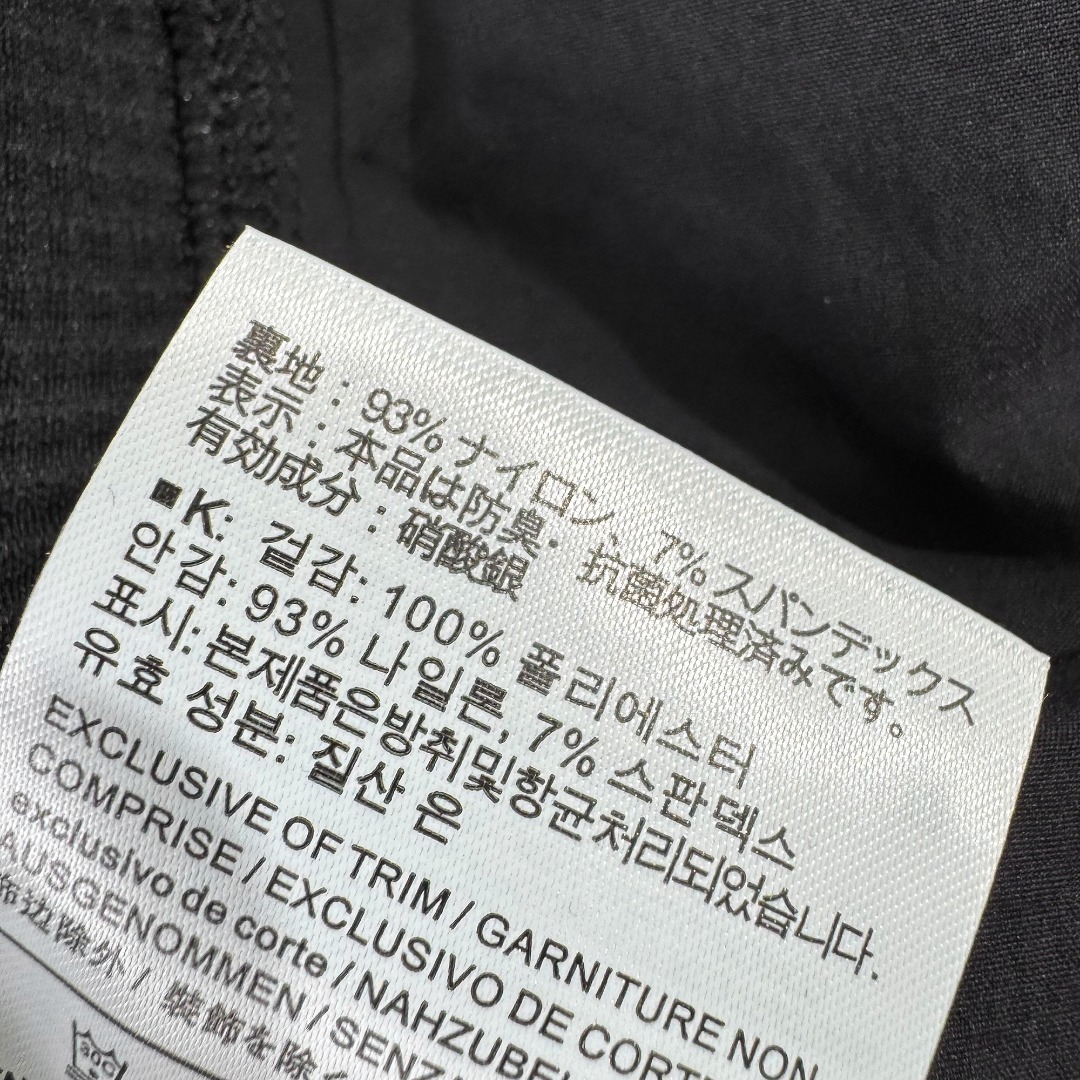 裏地 : 93% ナイロン、7% スパンデックス
表示 : 本品は防臭. 抗菌処理済みです。
有効成分 : 硝酸銀
■K: 겉감: 100% 폴리에스터
안감: 93% 나일론, 7% 스판덱스
표시: 본제품은방취및항균처리되었습니다.
유효 성분: 질산 은
EXCLUSIVE OF TRIM / GARNITURE NON
COMPRISE / EXCLUSIVO DE CORTE
exclusivo de corte / NAHZUBE
AUSGENOMMEN / SENZ
边除外 / 装飾を除く